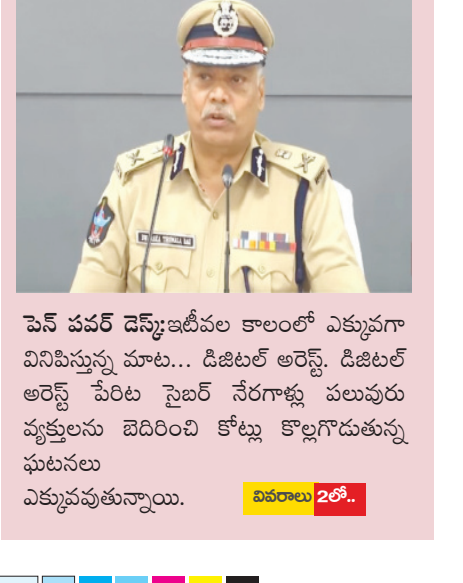 పెన్ పవర్ డెస్క్:ఇటీవల కాలంలో ఎక్కువగా
వినిపిస్తున్న మాట... డిజిటల్ అరెస్ట్. డిజిటల్
అరెస్ట్ పేరిట సైబర్ నేరగాళ్లు పలువురు
వ్యక్తులను బెదిరించి కోట్లు కొల్లగొడుతున్న
ఘటనలు
ఎక్కువవుతున్నాయి.
వివరాలు 2లో..